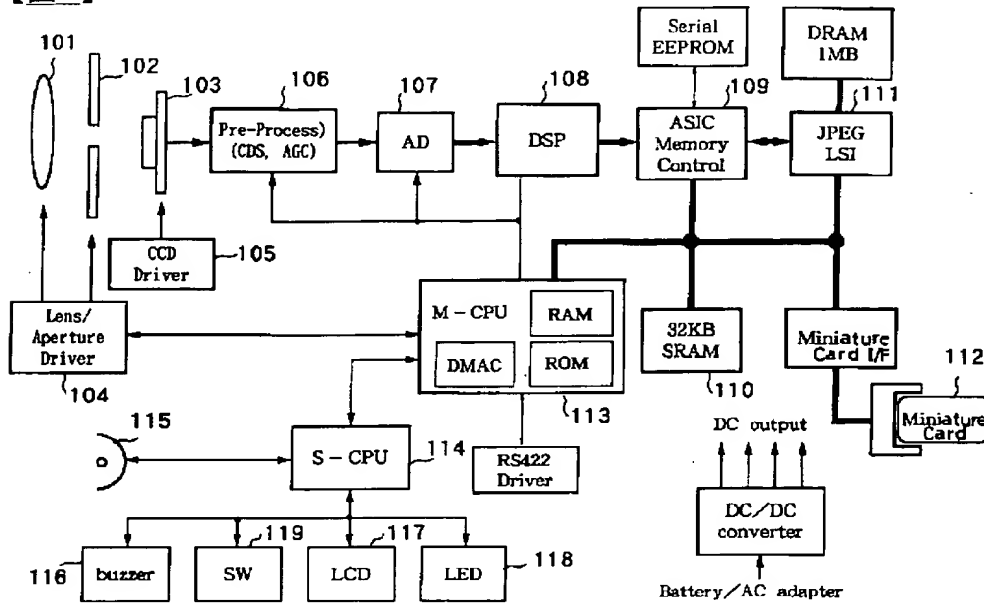 101
102
103
106
Pre-Process)
(CDS, AGC)
107
AD
108
DSP
Serial
EEPROM
109
ASIC
Memory
Control
DRAM
1MB
111
JPEG
LSI
CCD
Driver
105
Lens/
Aperture
Driver
104
M-CPU
RAM
DMAC
ROM
113
32KB
SRAM
110
Miniature
Card I/F
112
Miniature
Card
115
S-CPU
114
RS422
Driver
DC output
DC/DC
converter
Battery/AC adapter
116
buzzer
119
SW
117
LCD
LED
118